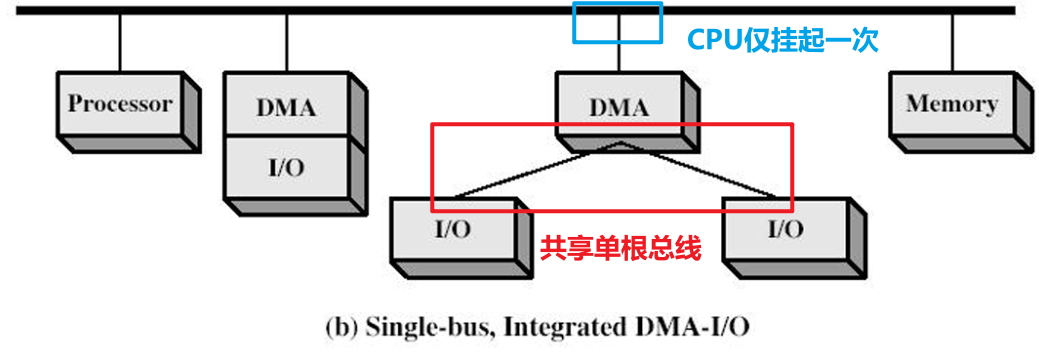 CPU仅挂起一次
Processor
DMA
DMA
Memory
I/O
I/O
I/O
共享单根总线
(b) Single-bus, Integrated DMA-I/O